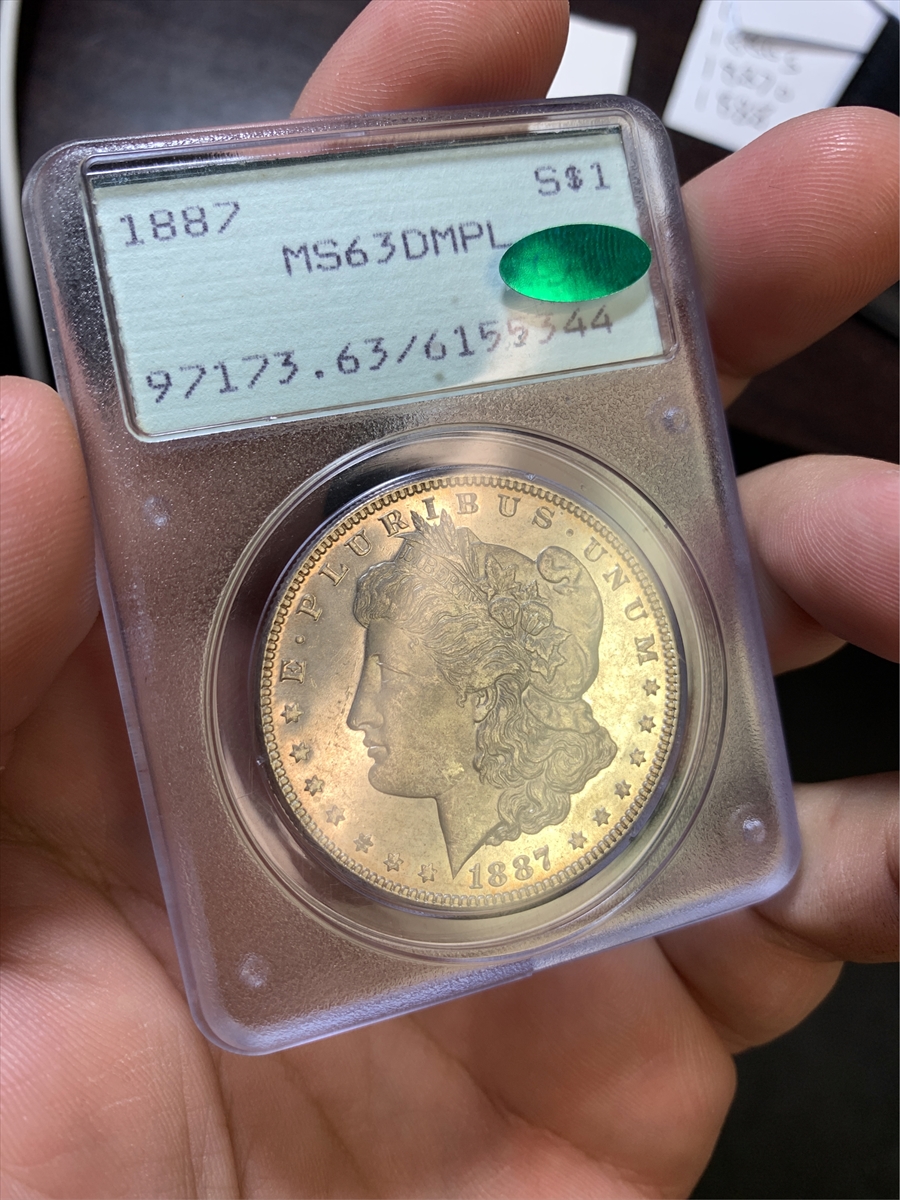 1887 S$1
MS63DMPL
97173.63/6155344
E·PLURIBUS·UNUM
1887